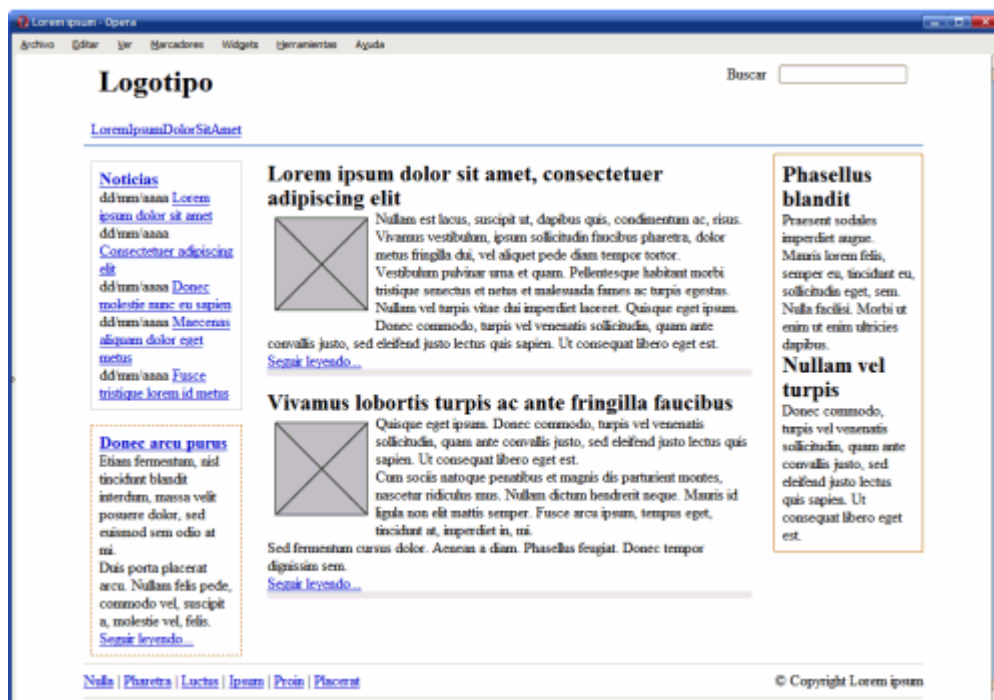 Lorem ipsum - Opera
Archivo Editar Ver Marcadores Widgets Herramientas Ayuda
Logotipo
Buscar
LoremIpsumDolorSitAmet
Noticias
dd/mm/aaaa Lorem
ipsum dolor sit amet
dd/mm/aaaa
Consectetuer adipiscing
elit
dd/mm/aaaa Donec
molestie nunc eu sapien
dd/mm/aaaa Maecenas
aliquam dolor eget
metus
dd/mm/aaaa Fusce
tristique lorem id metus
Donec arcu purus
Etiam fermentum, nisl
tincidunt blandit
interdum, massa velit
posuere dolor, sed
euismod sem odio at
mi.
Duis porta placerat
arcu. Nullam felis pede,
commodo vel, suscipit
a, molestie vel, felis.
Seguir leyendo...
Lorem ipsum dolor sit amet, consectetuer
adipiscing elit
Nullam est lacus, suscipit ut, dapibus quis, condimentum ac, risus.
Vivamus vestibulum, ipsum sollicitudin faucibus pharetra, dolor
metus fringilla dui, vel aliquet pede diam tempor tortor.
Vestibulum pulvinar urna et quam. Pellentesque habitant morbi
tristique senectus et netus et malesuada fames ac turpis egestas.
Nullam vel turpis vitae dui imperdiet laoreet. Quisque eget ipsum.
Donec commodo, turpis vel venenatis sollicitudin, quam ante
convallis justo, sed eleifend justo lectus quis sapien. Ut consequat libero eget est.
Seguir leyendo...
Vivamus lobortis turpis ac ante fringilla faucibus
Quisque eget ipsum. Donec commodo, turpis vel venenatis
sollicitudin, quam ante convallis justo, sed eleifend justo lectus quis
sapien. Ut consequat libero eget est.
Cum sociis natoque penatibus et magnis dis parturient montes,
nascetur ridiculus mus. Nullam dictum hendrerit neque. Mauris id
ligula non elit mattis semper. Fusce arcu ipsum, tempus eget,
tincidunt at, imperdiet in, mi.
Sed fermentum cursus dolor. Aenean a diam. Phasellus feugiat. Donec tempor
dignissim sem.
Seguir leyendo...
Phasellus
blandit
Praesent sodales
imperdiet augue.
Mauris lorem felis,
semper eu, tincidunt eu,
sollicitudin eget, sem.
Nulla facilisi. Morbi ut
enim ut enim ultricies
dapibus.
Nullam vel
turpis
Donec commodo,
turpis vel venenatis
sollicitudin, quam ante
convallis justo, sed
eleifend justo lectus
quis sapien. Ut
consequat libero eget
est.
Nulla | Pharetra | Luctus | Ipsum | Proin | Placerat
© Copyright Lorem ipsum